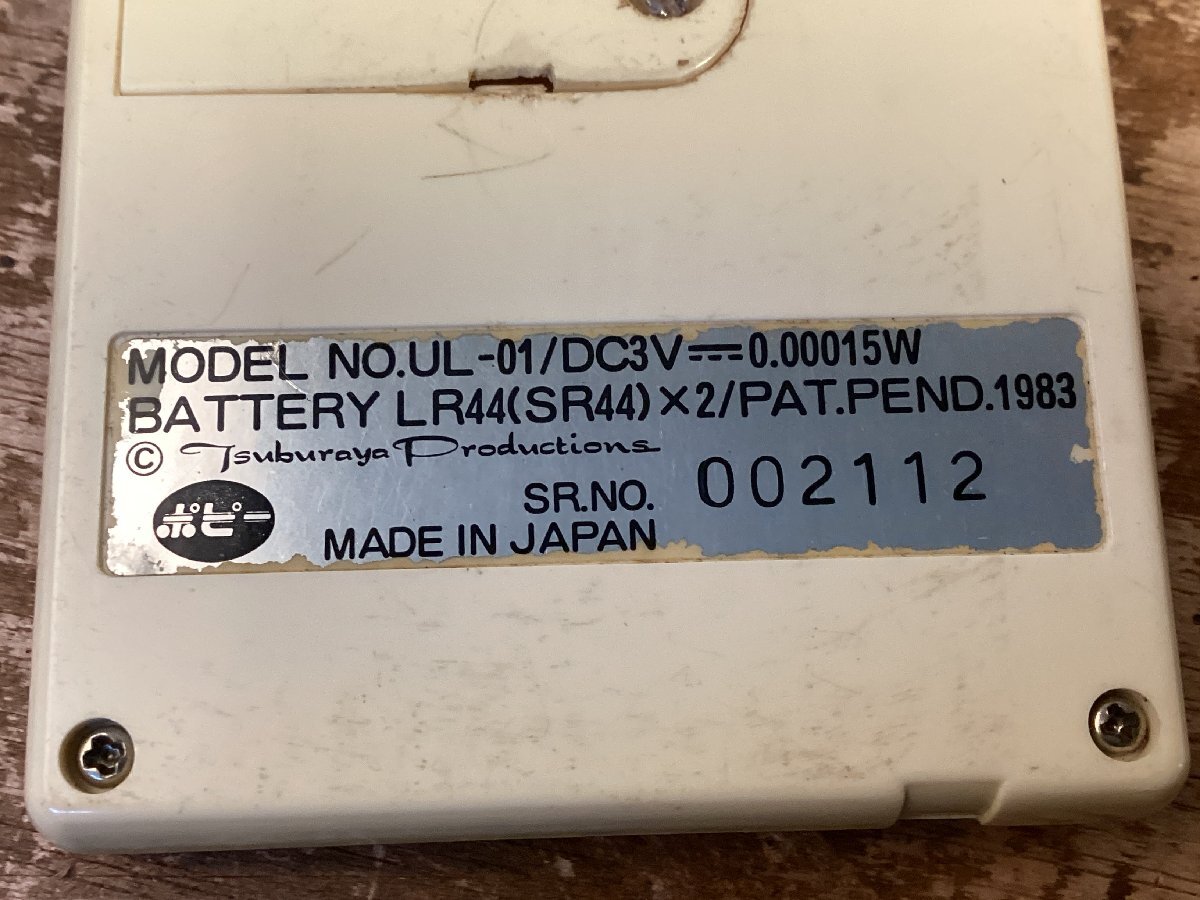 MODEL NO.UL-01/DC3V⎓0.00015W
BATTERY LR44(SR44)×2/PAT.PEND.1983
© Tsuburaya Productions
SR.NO. 002112
ポピー
MADE IN JAPAN